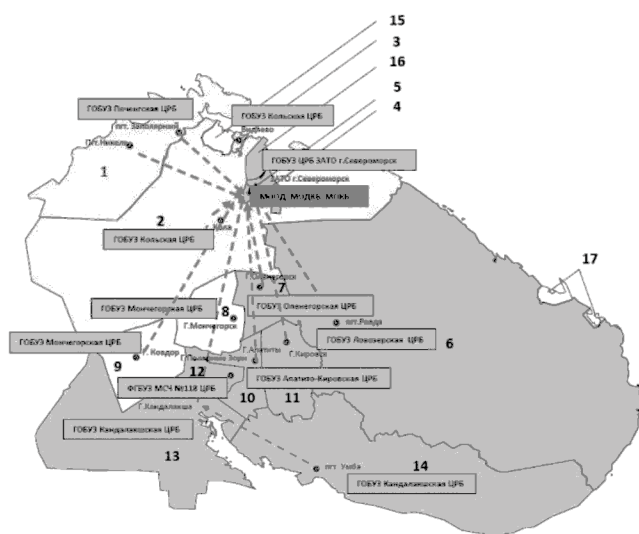 15
3
16
5
4
ГОБУЗ Печенгская ЦРБ
ГОБУЗ Кольская ЦРБ
пгт. Заполярный
Видяево
Пгт.Никель
ГОБУЗ ЦРБ ЗАТО г.Североморск
1
ЗАТО г.Североморск
МООД, МОДКБ, МОКБ
2
Кола
ГОБУЗ Кольская ЦРБ
17
7
ГОБУЗ Мончегорская ЦРБ
8
ГОБУЗ Оленегорская ЦРБ
Г.Мончегорск
пгт.Ревда
ГОБУЗ Мончегорская ЦРБ
ГОБУЗ Ловозерская ЦРБ
6
Г. Ковдор
Г.Апатиты
Г.Кировск
9
12
ФГБУЗ МСЧ №118 ЦРБ
ГОБУЗ Апатито-Кировская ЦРБ
10
11
Г.Кандалакша
ГОБУЗ Кандалакшская ЦРБ
13
14
пгт Умба
ГОБУЗ Кандалакшская ЦРБ